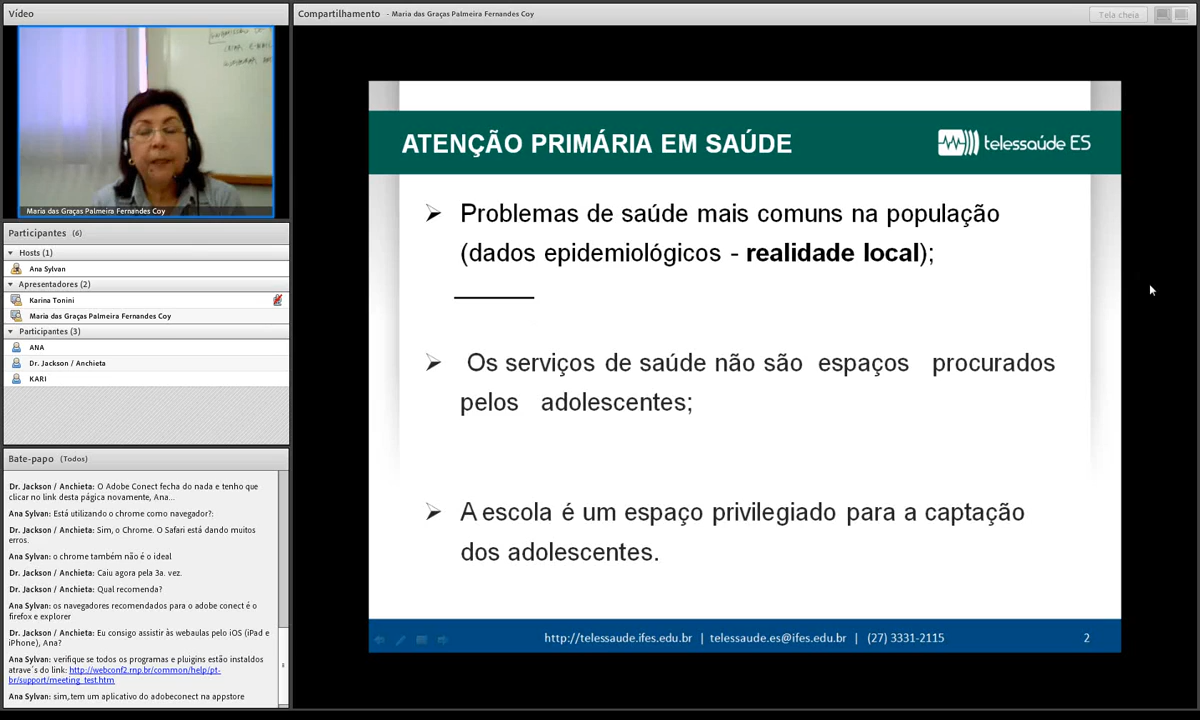 Vídeo
Maria das Graças Palmeira Fernandes Coy
Participantes (6)
Hosts (1)
Ana Sylvan
Apresentadores (2)
Karina Tonini
Maria das Graças Palmeira Fernandes Coy
Participantes (3)
ANA
Dr. Jackson / Anchieta
KARI
Bate-papo (Todos)
Dr. Jackson / Anchieta: O Adobe Conect fecha do nada e tenho que
clicar no link desta página novamente, Ana...
Ana Sylvan: Está utilizando o chrome como navegador?:
Dr. Jackson / Anchieta: Sim, o Chrome. O Safari está dando muitos
erros.
Ana Sylvan: o chrome também não é o ideal
Dr. Jackson / Anchieta: Caiu agora pela 3a. vez.
Dr. Jackson / Anchieta: Qual recomenda?
Ana Sylvan: os navegadores recomendados para o adobe conect é o
firefox e explorer
Dr. Jackson / Anchieta: Eu consigo assistir às webaulas pelo iOS (iPad e
iPhone), Ana?
Ana Sylvan: verifique se todos os programas e pluigins estão instaldos
atrave´s do link: http://webconf2.rnp.br/common/help/pt-
br/support/meeting_test.htm
Ana Sylvan: sim,tem um aplicativo do adobeconect na appstore
Compartilhamento - Maria das Graças Palmeira Fernandes Coy
Tela cheia
ATENÇÃO PRIMÁRIA EM SAÚDE
telessaúde ES
Problemas de saúde mais comuns na população
(dados epidemiológicos - realidade local);
Os serviços de saúde não são espaços procurados
pelos adolescentes;
A escola é um espaço privilegiado para a captação
dos adolescentes.
http://telessaude.ifes.edu.br | telessaude.es@ifes.edu.br | (27) 3331-2115
2